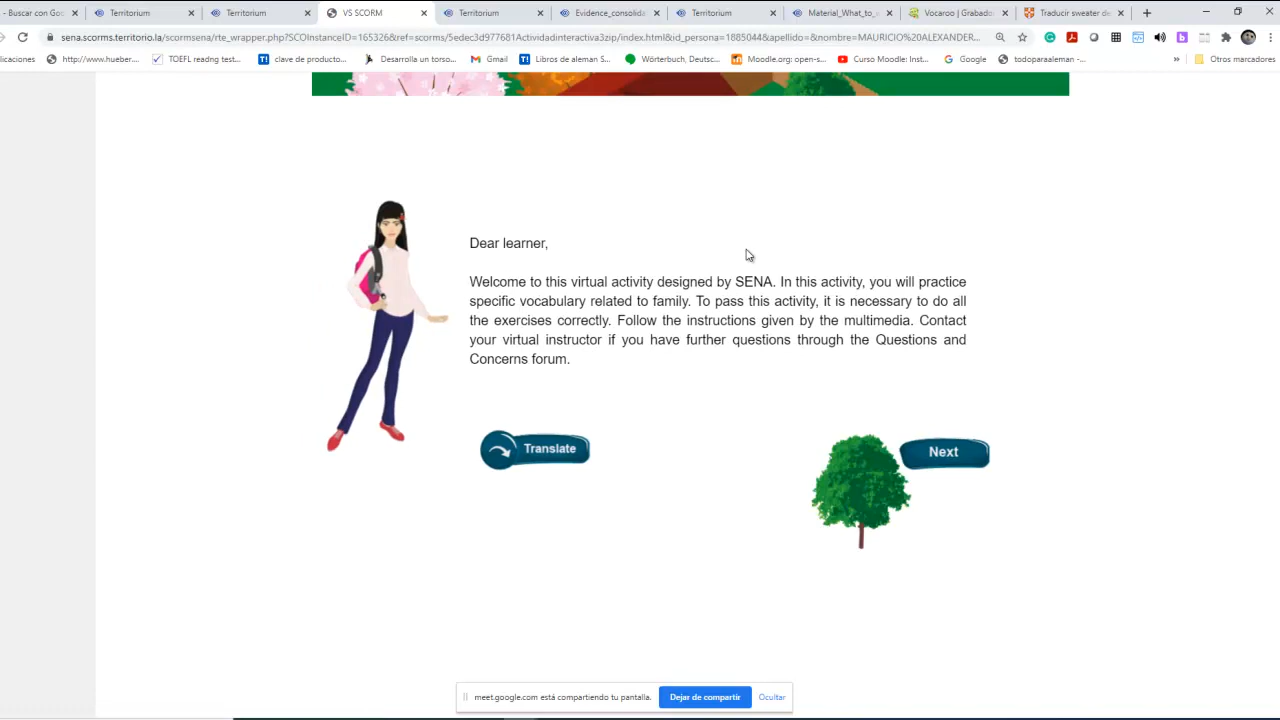 - Buscar con Goo
Territorium
Territorium
VS SCORM
Territorium
Evidence_consolida
Territorium
Material_What_to_a
Vocaroo | Grabador
Traducir sweater de
sena.scorms.territorio.la/scormsena/rte_wrapper.php?SCOInstanceID=165326&ref=scorms/5edec3d977681Actividadinteractiva3zip/index.html&id_persona=1885044&apellido=&nombre=MAURICIO%20ALEXANDER...
licaciones
http://www.hueber...
TOEFL readng test...
clave de producto...
Desarrolla un torso...
Gmail
Libros de aleman S...
Wörterbuch, Deutsc...
Moodle.org: open-s...
Curso Moodle: Inst...
Google
todoparaaleman -...
»
Otros marcadores
Dear learner,
Welcome to this virtual activity designed by SENA. In this activity, you will practice
specific vocabulary related to family. To pass this activity, it is necessary to do all
the exercises correctly. Follow the instructions given by the multimedia. Contact
your virtual instructor if you have further questions through the Questions and
Concerns forum.
Translate
Next
meet.google.com está compartiendo tu pantalla.
Dejar de compartir
Ocultar